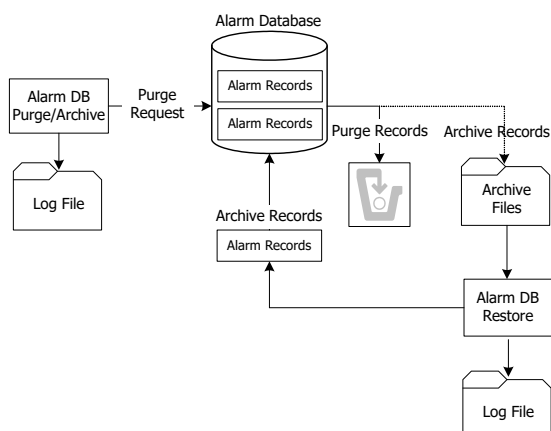 Alarm Database
Alarm Records
Alarm Records
Alarm DB
Purge/Archive
Purge
Request
Purge Records
Archive Records
Log File
Archive
Files
Archive Records
Alarm Records
Alarm DB
Restore
Log File